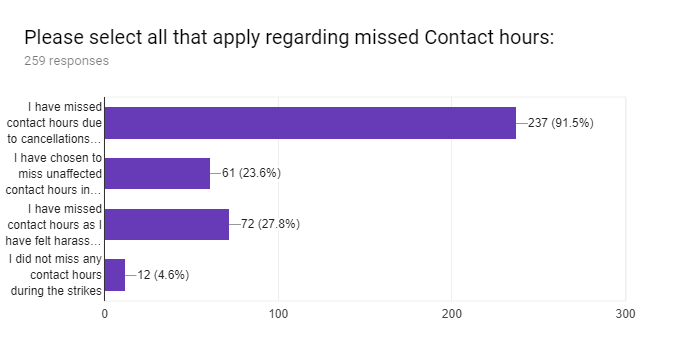 Please select all that apply regarding missed Contact hours:
259 responses
I have missed
contact hours due
to cancellations…
237 (91.5%)
I have chosen to
miss unaffected
contact hours in…
61 (23.6%)
I have missed
contact hours as I
have felt harass…
72 (27.8%)
I did not miss any
contact hours
during the strikes
12 (4.6%)
0
100
200
300